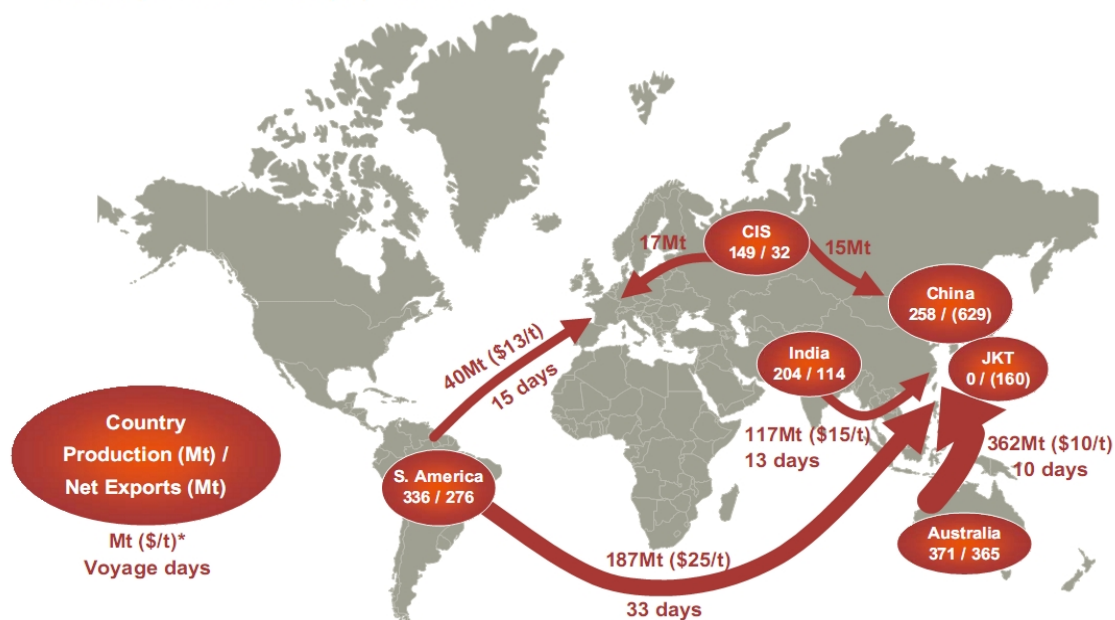 CIS
149 / 32
17Mt
15Mt
China
258 / (629)
India
204 / 114
JKT
0 / (160)
40Mt ($13/t)
15 days
Country
Production (Mt) /
Net Exports (Mt)
Mt ($/t)*
Voyage days
S. America
336 / 276
117Mt ($15/t)
13 days
362Mt ($10/t)
10 days
Australia
371 / 365
187Mt ($25/t)
33 days